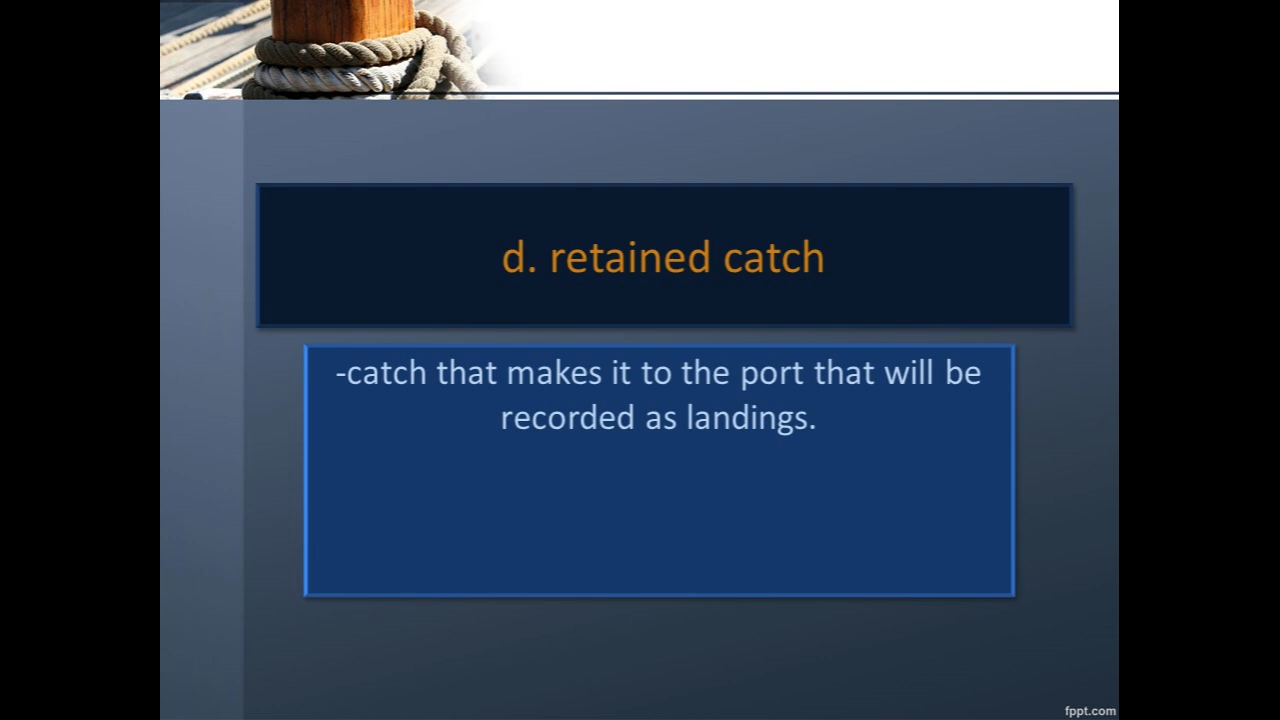 d. retained catch
-catch that makes it to the port that will be
recorded as landings.
fppt.com